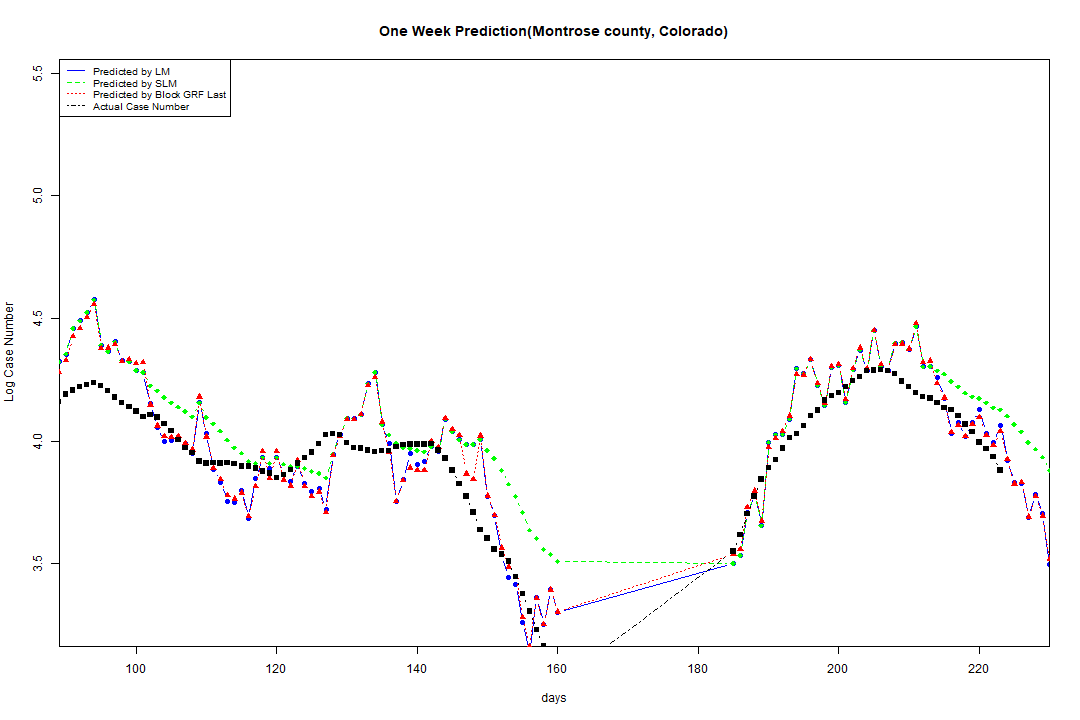 One Week Prediction(Montrose county, Colorado)
Predicted by LM
Predicted by SLM
Predicted by Block GRF Last
Actual Case Number
5.5
5.0
4.5
4.0
3.5
Log Case Number
100 120 140 160 180 200 220
days